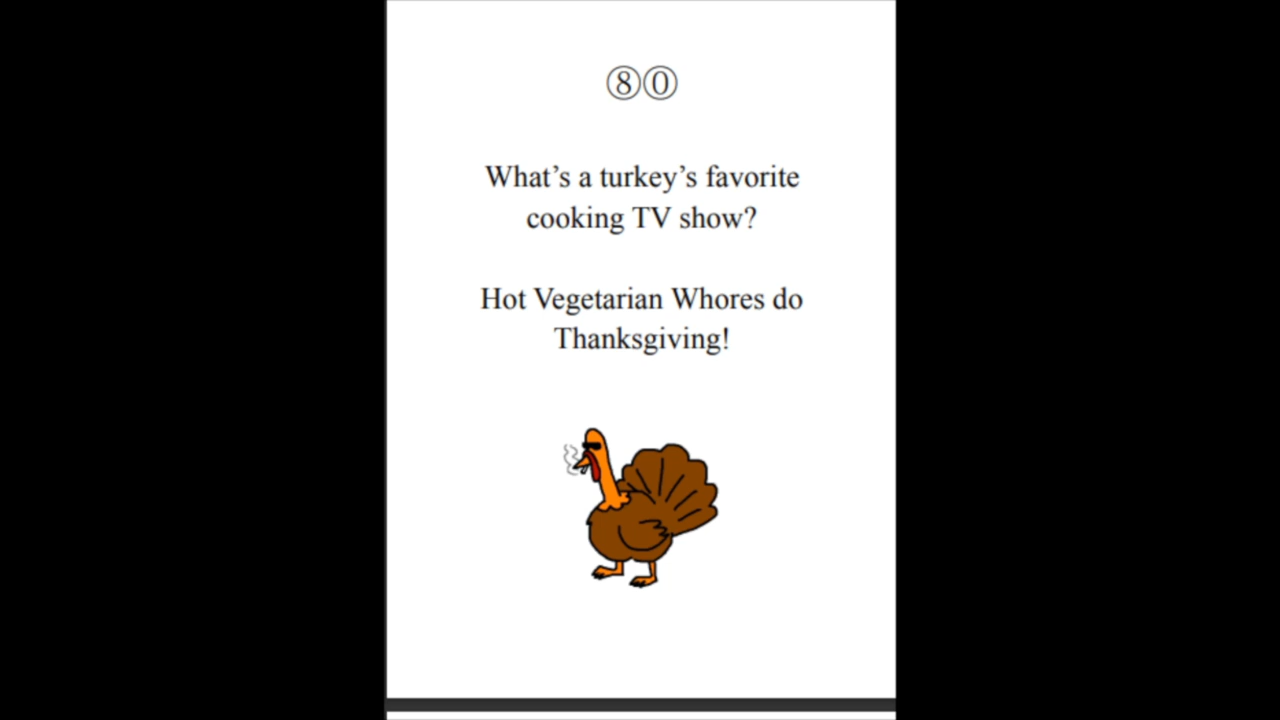 ⑧⓪
What’s a turkey’s favorite
cooking TV show?
Hot Vegetarian Whores do
Thanksgiving!